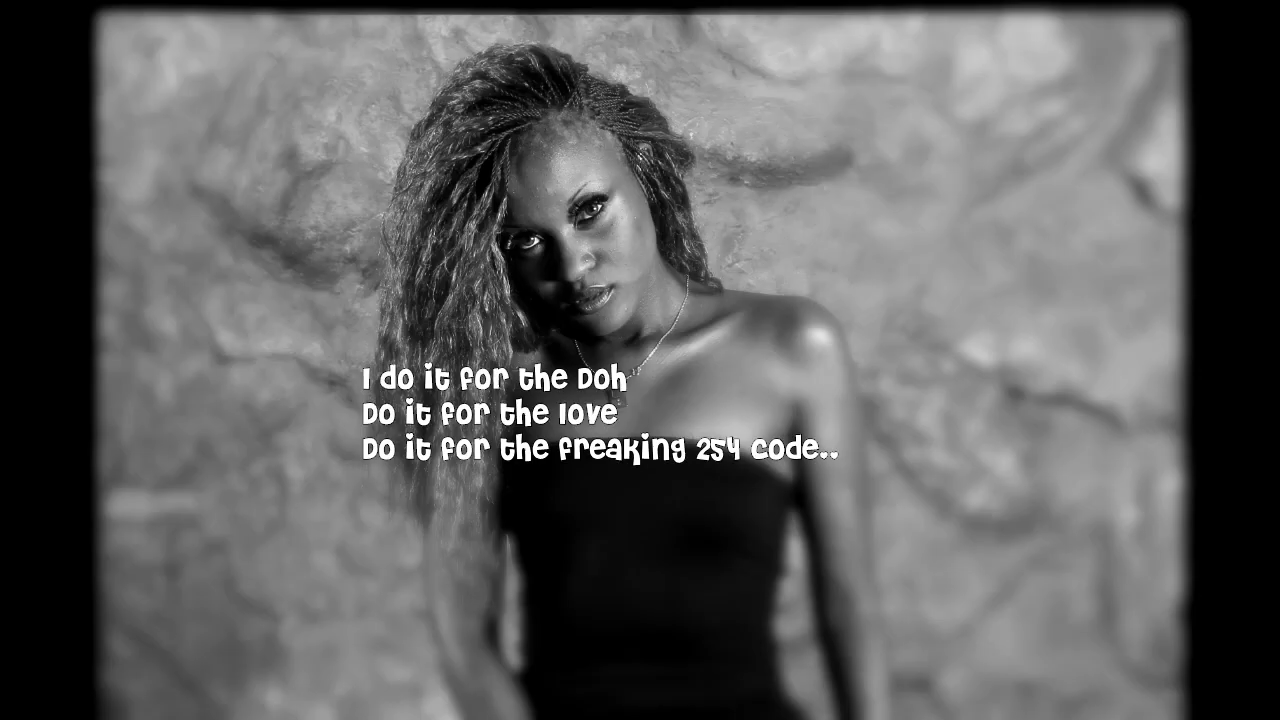 I do it for the Doh
Do it for the love
Do it for the freaking 254 code..